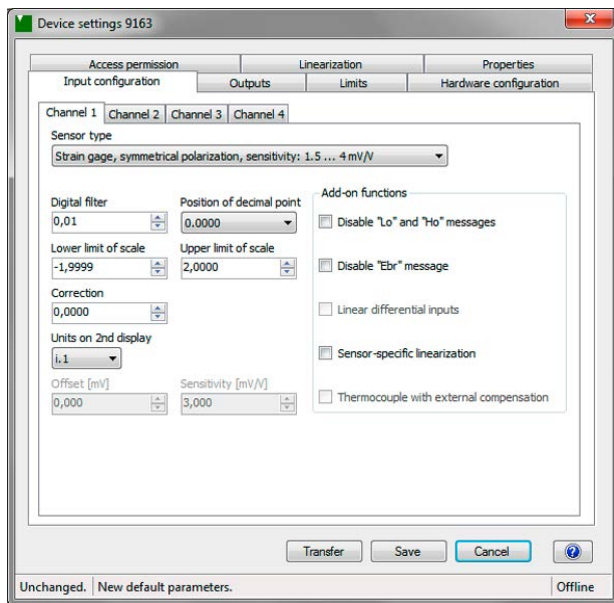 Device settings 9163
Access permission Linearization Properties
Input configuration Outputs Limits Hardware configuration
Channel 1 Channel 2 Channel 3 Channel 4
Sensor type
Strain gage, symmetrical polarization, sensitivity: 1.5 ... 4 mV/V
Digital filter Position of decimal point
0,01 0.0000
Lower limit of scale Upper limit of scale
-1,9999 2,0000
Correction
0,0000
Units on 2nd display
i.1
Offset [mV] Sensitivity [mV/V]
0,000 3,000
Add-on functions
Disable "Lo" and "Ho" messages
Disable "Ebr" message
Linear differential inputs
Sensor-specific linearization
Thermocouple with external compensation
Transfer Save Cancel ?
Unchanged. New default parameters. Offline